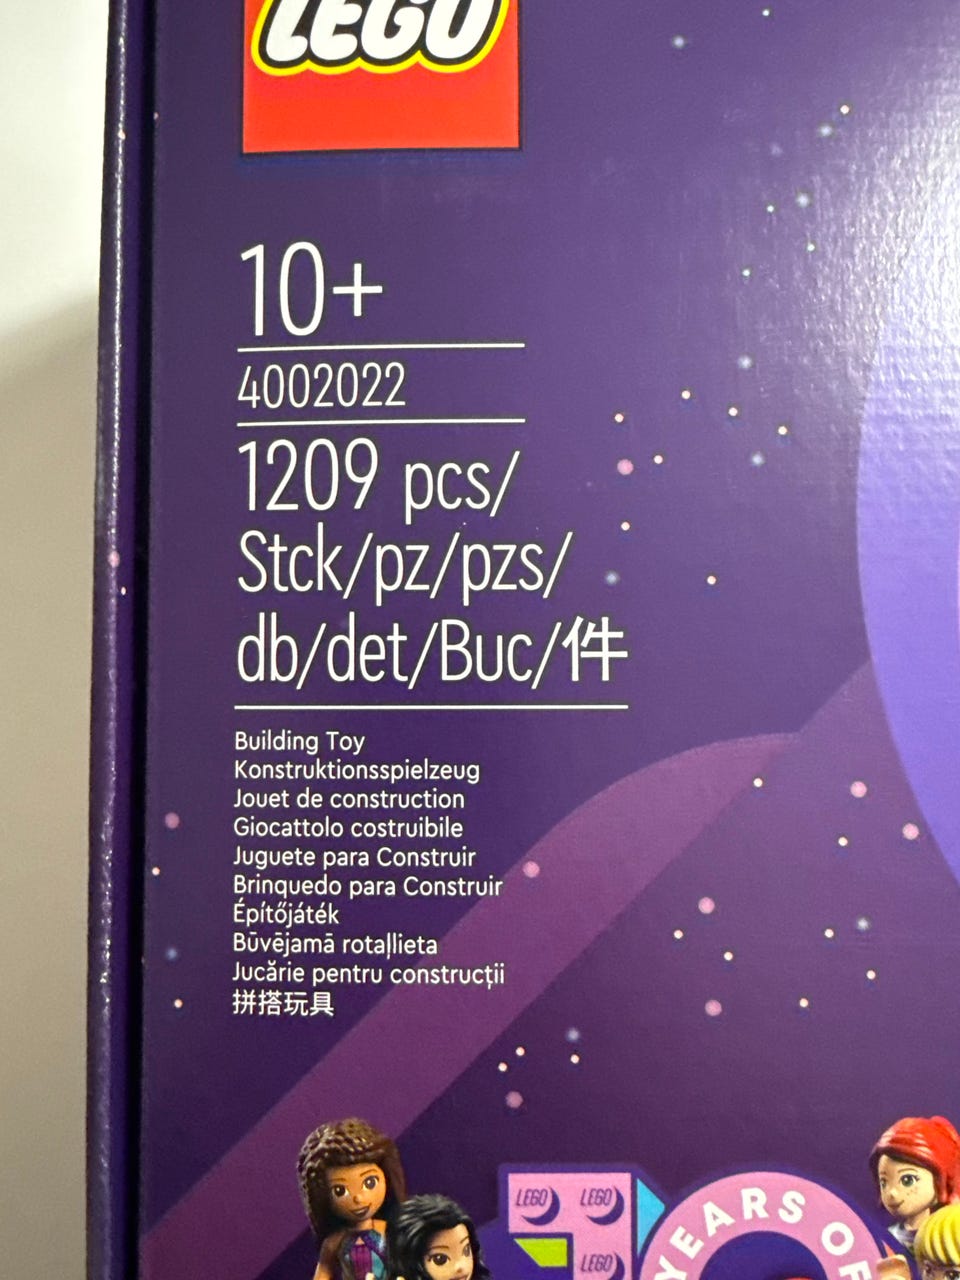 LEGO
10+
4002022
1209 pcs/
Stck/pz/pzs/
db/det/Buc/件
Building Toy
Konstruktionsspielzeug
Jouet de construction
Giocattolo costruibile
Juguete para Construir
Brinquedo para Construir
Építőjáték
Būvējamā rotaļlieta
Jucărie pentru construcții
拼搭玩具
LEGO LEGO
LEGO
YEARS OF